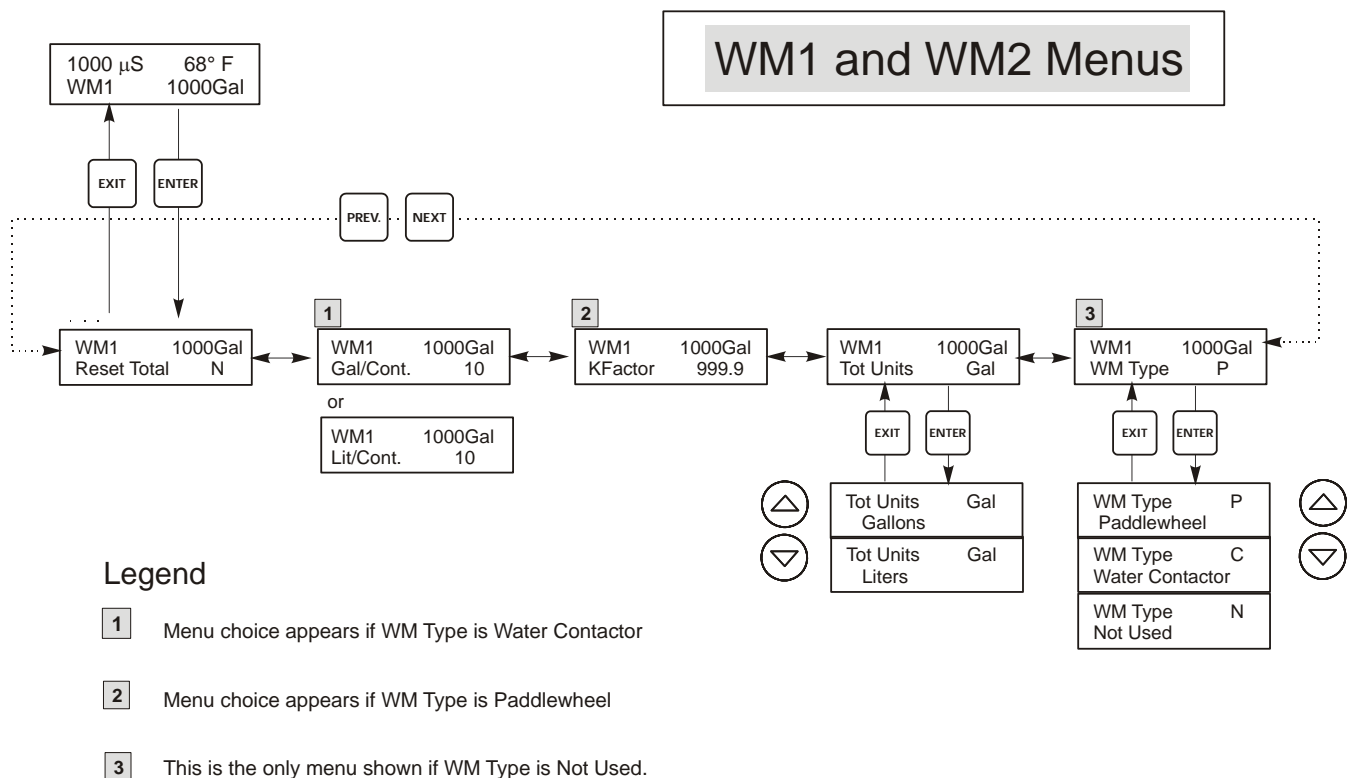 WM1 and WM2 Menus
1000 μS 68° F
WM1 1000Gal
EXIT
ENTER
PREV.
NEXT
WM1 1000Gal
Reset Total N
1
WM1 1000Gal
Gal/Cont. 10
or
WM1 1000Gal
Lit/Cont. 10
2
WM1 1000Gal
KFactor 999.9
WM1 1000Gal
Tot Units Gal
3
WM1 1000Gal
WM Type P
EXIT
ENTER
EXIT
ENTER
Tot Units Gal
Gallons
Tot Units Gal
Liters
WM Type P
Paddlewheel
WM Type C
Water Contactor
WM Type N
Not Used
Legend
1 Menu choice appears if WM Type is Water Contactor
2 Menu choice appears if WM Type is Paddlewheel
3 This is the only menu shown if WM Type is Not Used.